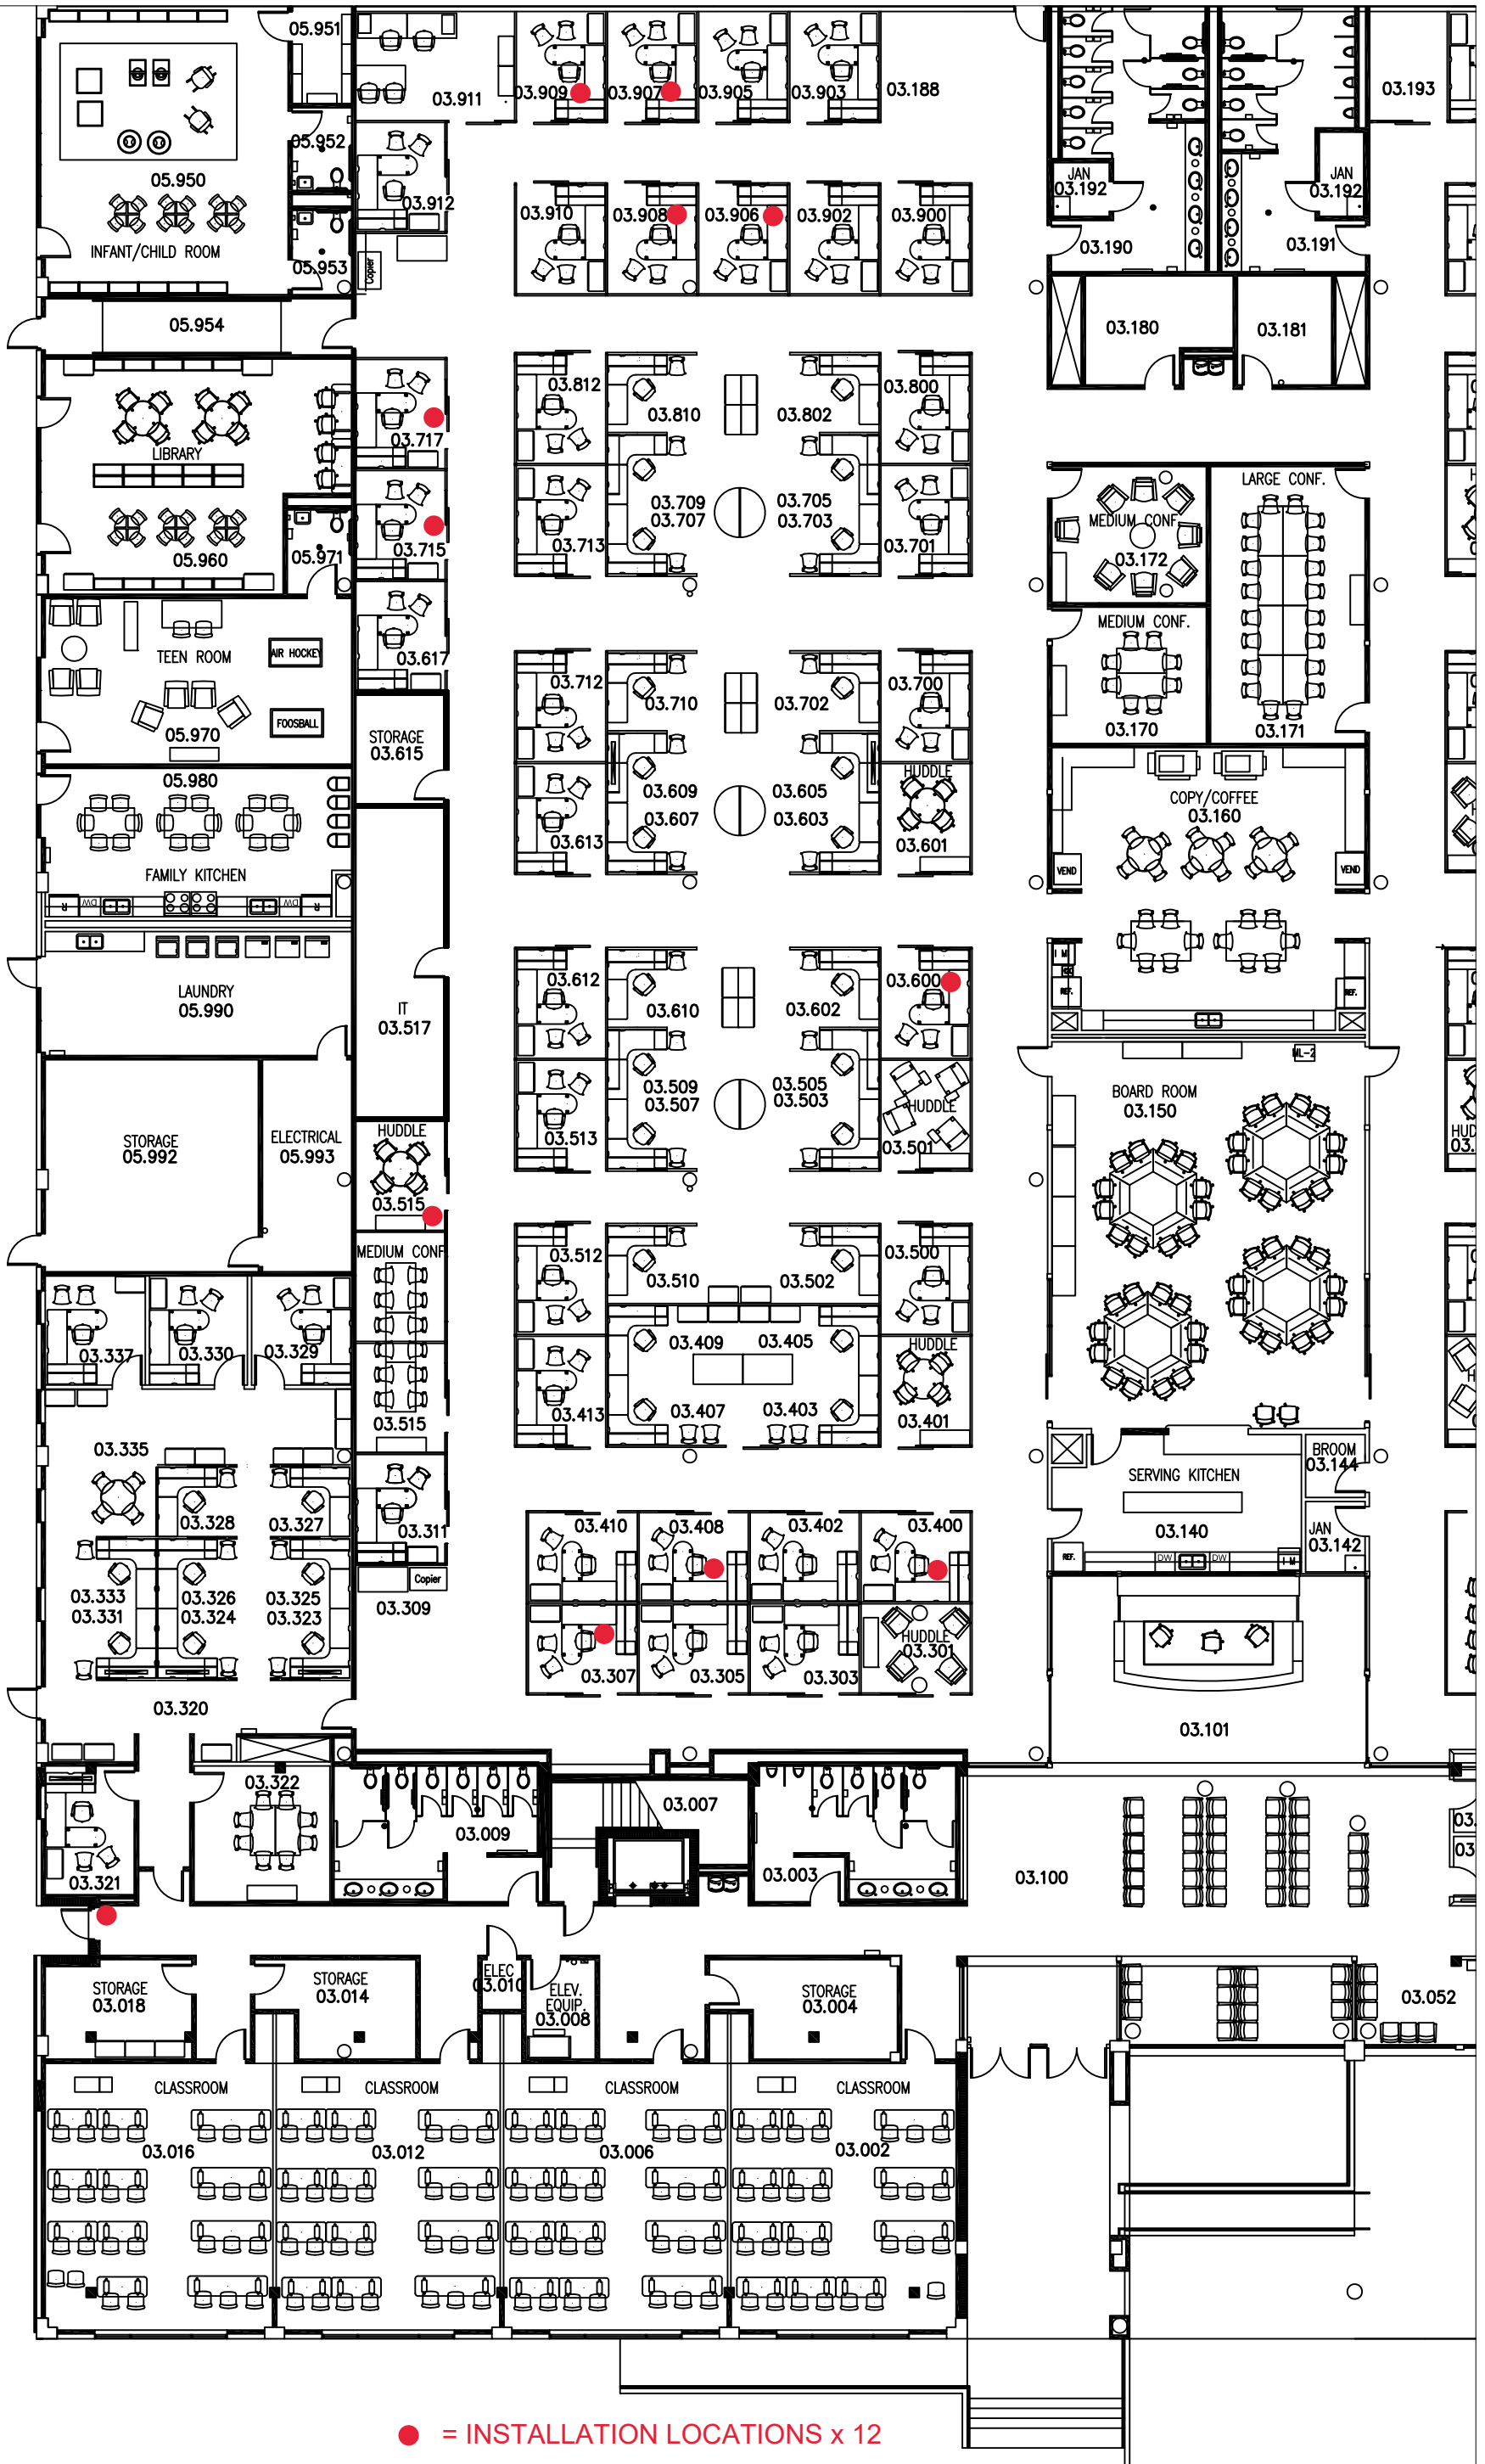 05.951
03.911
03.909
03.907
03.905
03.903
03.188
03.193
05.952
05.950
INFANT/CHILD ROOM
05.953
03.912
Copier
03.910
03.908
03.906
03.902
03.900
JAN
03.192
JAN
03.192
03.190
03.191
05.954
03.180
03.181
03.717
03.812
03.810
03.802
03.800
LIBRARY
05.960
05.971
03.715
03.709
03.707
03.705
03.703
03.713
03.701
MEDIUM CONF.
03.172
LARGE CONF.
03.171
MEDIUM CONF.
03.170
TEEN ROOM
AIR HOCKEY
FOOSBALL
05.970
03.617
STORAGE
03.615
03.712
03.710
03.702
03.700
05.980
FAMILY KITCHEN
R
DW
DW
R
03.609
03.607
03.605
03.603
03.613
HUDDLE
03.601
COPY/COFFEE
03.160
VEND
VEND
LAUNDRY
05.990
IT
03.517
03.612
03.610
03.602
03.600
I M
REF.
REF.
STORAGE
05.992
ELECTRICAL
05.993
HUDDLE
03.515
03.509
03.507
03.505
03.503
03.513
HUDDLE
03.501
ML-2
BOARD ROOM
03.150
HUD
03.
MEDIUM CONF.
03.515
03.512
03.510
03.502
03.500
03.337
03.330
03.329
03.409
03.405
03.407
03.403
03.413
HUDDLE
03.401
03.335
03.328
03.327
03.311
Copier
03.309
03.410
03.408
03.402
03.400
SERVING KITCHEN
03.140
REF.
DW
DW
I M
BROOM
03.144
JAN
03.142
03.333
03.331
03.326
03.324
03.325
03.323
03.307
03.305
03.303
HUDDLE
03.301
03.320
03.101
03.322
03.321
03.009
03.007
03.003
03.100
03.
03.
STORAGE
03.018
STORAGE
03.014
ELEC
03.010
ELEV.
EQUIP.
03.008
STORAGE
03.004
03.052
CLASSROOM
03.016
CLASSROOM
03.012
CLASSROOM
03.006
CLASSROOM
03.002
= INSTALLATION LOCATIONS x 12